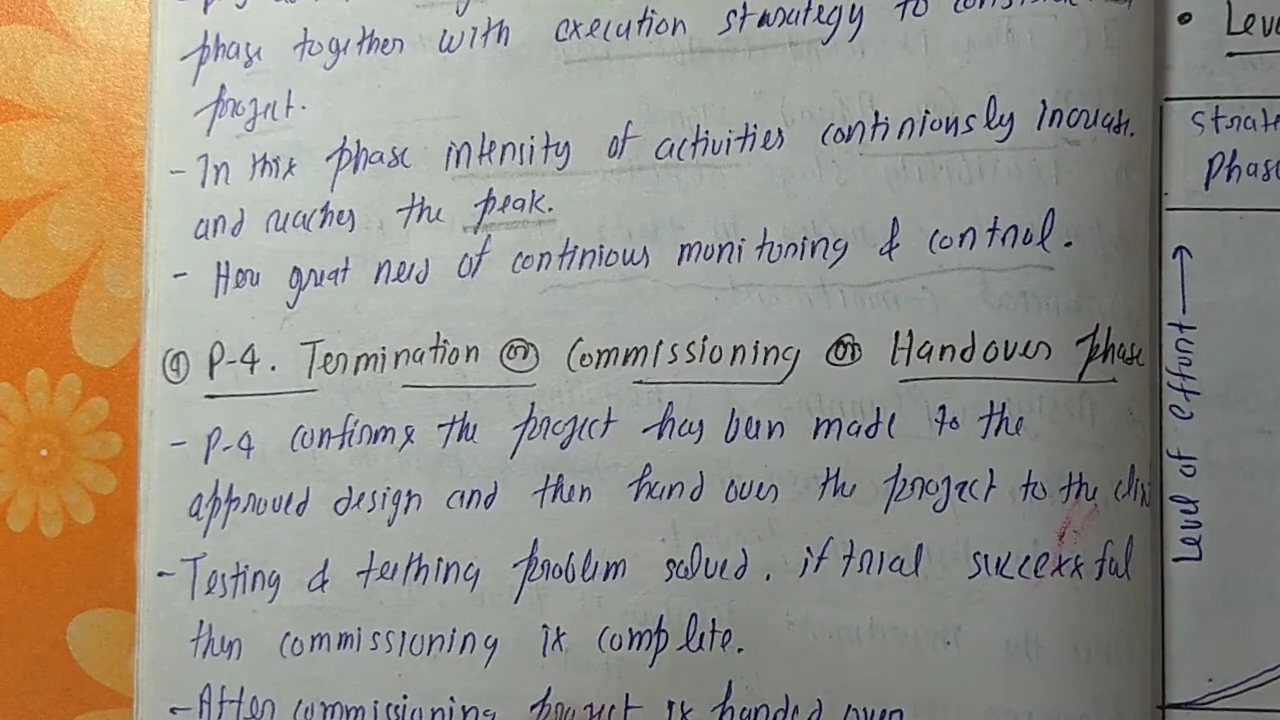 phase together with execution strategy to
project.
- In this phase intensity of activities continiously increase.
and reaches the peak.
- Here great need of continious monitoring & control.
④ P-4. Termination or Commissioning or Handover phase
- P-4 confirms the project has been made to the
approved design and then hand over the project to the
- Testing & teething problem solved. if trial successful
then commissioning is complete.
- After commissioning project is handed over
•
Phase
Level of effort →